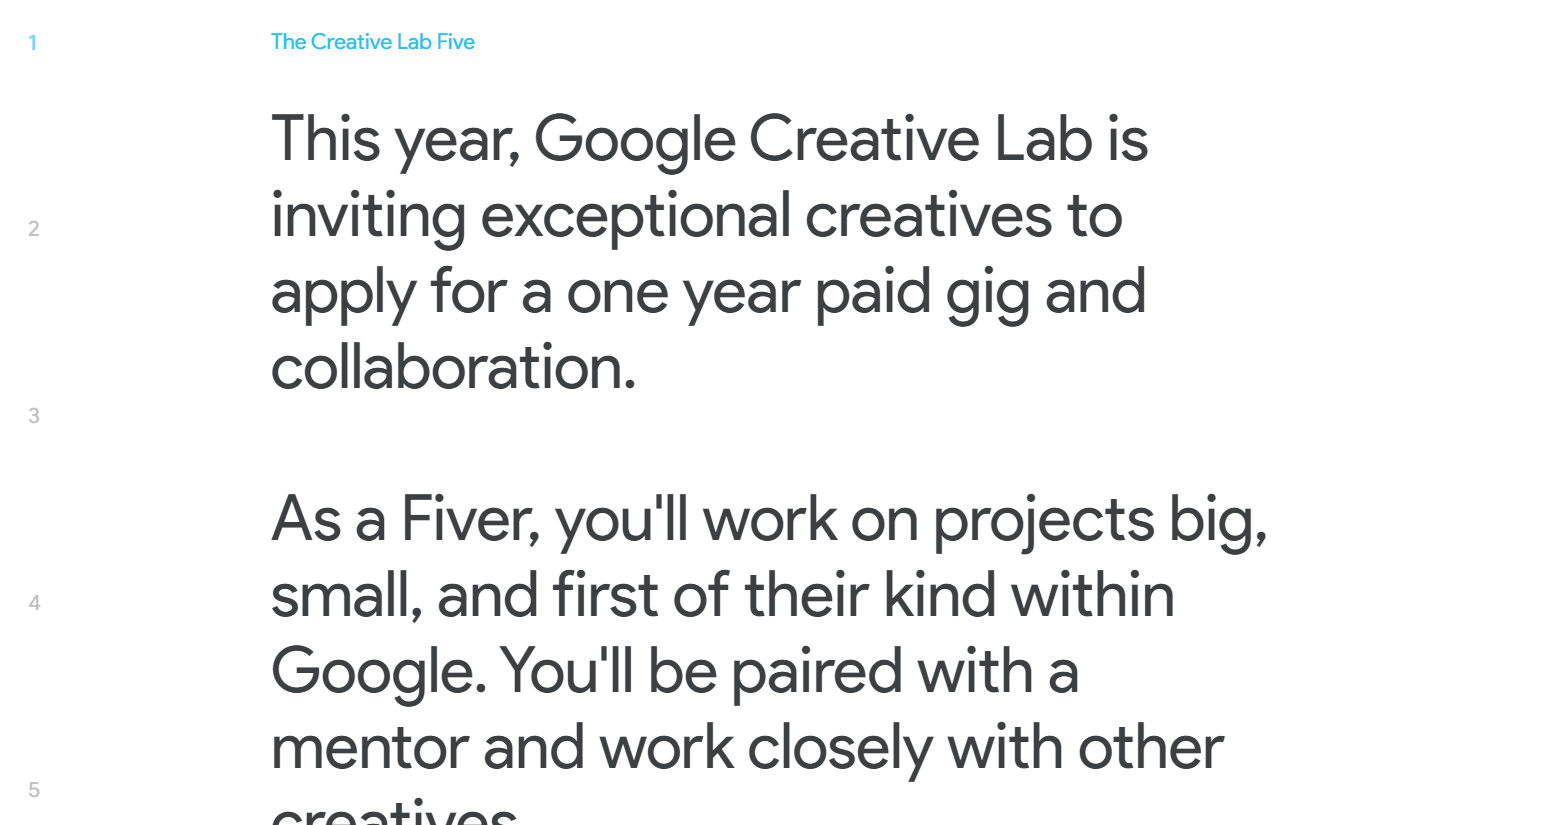 1
The Creative Lab Five
This year, Google Creative Lab is
2
inviting exceptional creatives to
apply for a one year paid gig and
collaboration.
3
As a Fiver, you'll work on projects big,
4
small, and first of their kind within
Google. You'll be paired with a
mentor and work closely with other
5
creatives